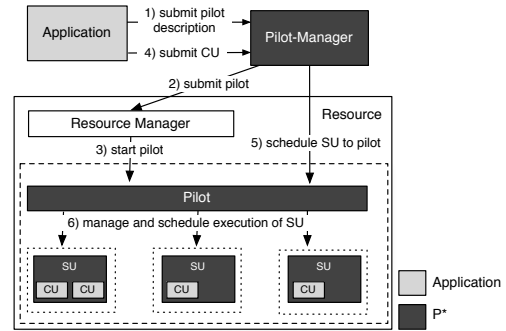 Application
1) submit pilot
description
4) submit CU
Pilot-Manager
2) submit pilot
Resource
Resource Manager
3) start pilot
5) schedule SU to pilot
Pilot
6) manage and schedule execution of SU
SU
CU CU
SU
CU
SU
CU
Application
P*